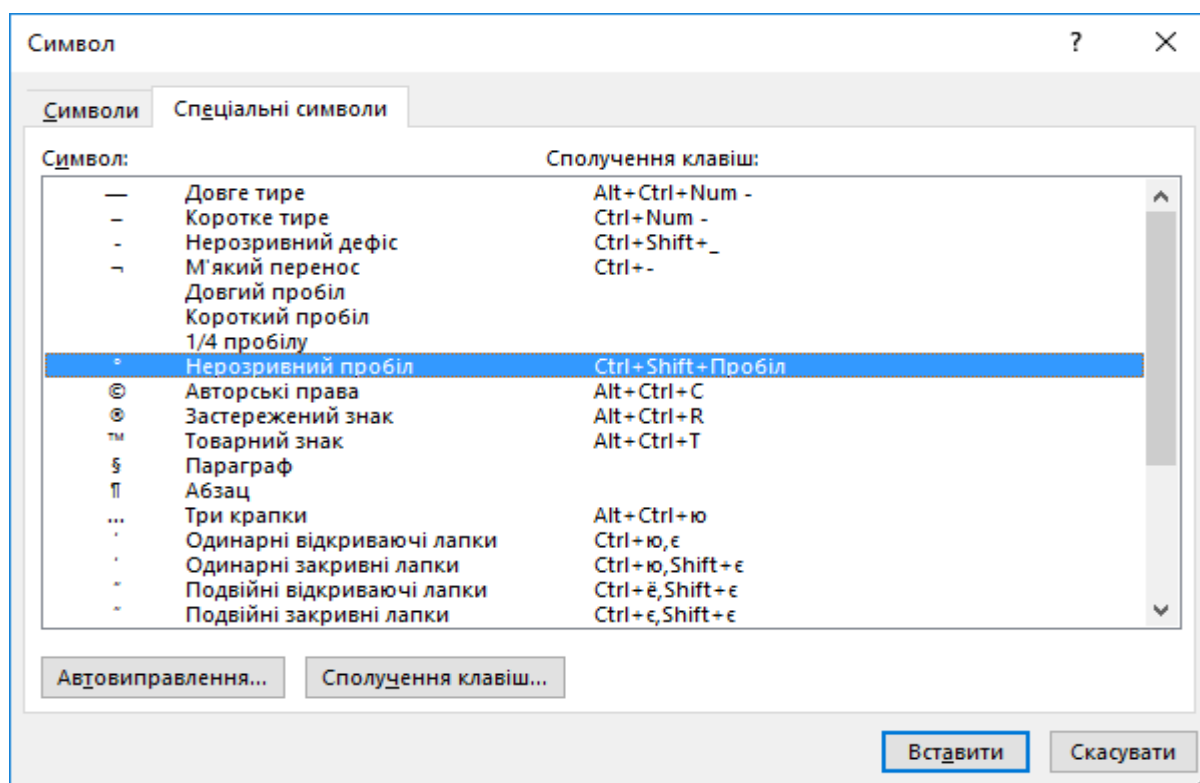 Символ ?
Символи Спеціальні символи
Символ: Сполучення клавіш:
— Довге тире Alt+Ctrl+Num -
– Коротке тире Ctrl+Num -
- Нерозривний дефіс Ctrl+Shift+_
¬ М'який перенос Ctrl+-
Довгий пробіл
Короткий пробіл
1/4 пробілу
° Нерозривний пробіл Ctrl+Shift+Пробіл
© Авторські права Alt+Ctrl+C
® Застережений знак Alt+Ctrl+R
™ Товарний знак Alt+Ctrl+T
§ Параграф
¶ Абзац
… Три крапки Alt+Ctrl+ю
‘ Одинарні відкриваючі лапки Ctrl+ю,є
’ Одинарні закривні лапки Ctrl+ю,Shift+є
“ Подвійні відкриваючі лапки Ctrl+ё,Shift+є
” Подвійні закривні лапки Ctrl+є,Shift+є
Автовиправлення... Сполучення клавіш...
Вставити Скасувати